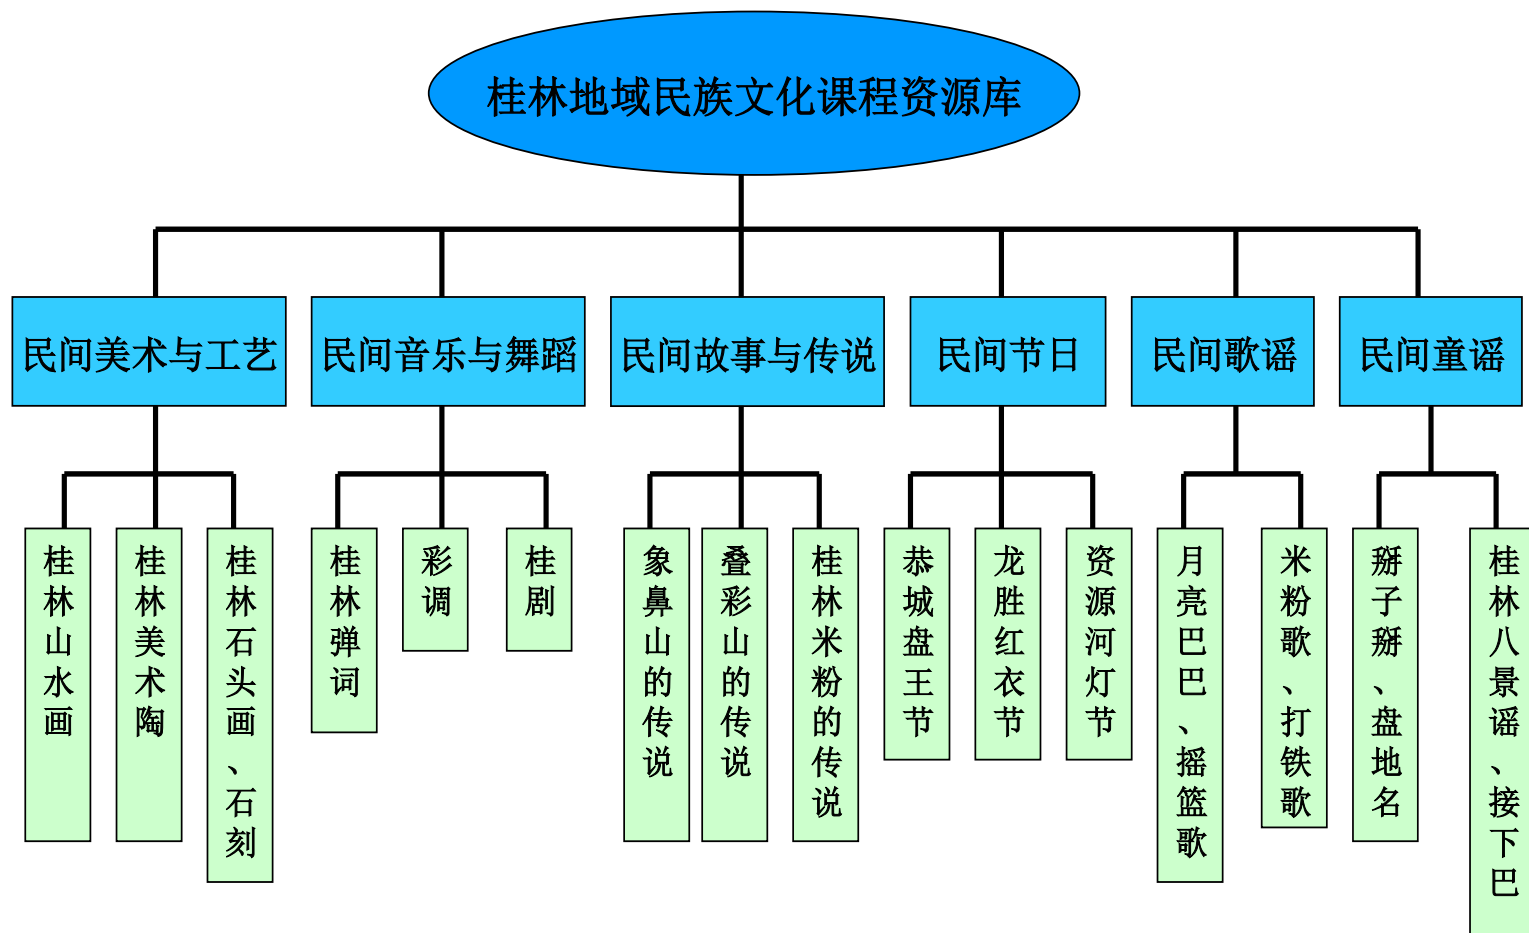 桂林地域民族文化课程资源库
民间美术与工艺
民间音乐与舞蹈
民间故事与传说
民间节日
民间歌谣
民间童谣
桂林山水画
桂林美术陶
桂林石头画、石刻
桂林弹词
彩调
桂剧
象鼻山的传说
叠彩山的传说
桂林米粉的传说
恭城盘王节
龙胜红衣节
资源河灯节
月亮巴巴、摇篮歌
米粉歌、打铁歌
掰子掰、盘地名
桂林八景谣、接下巴